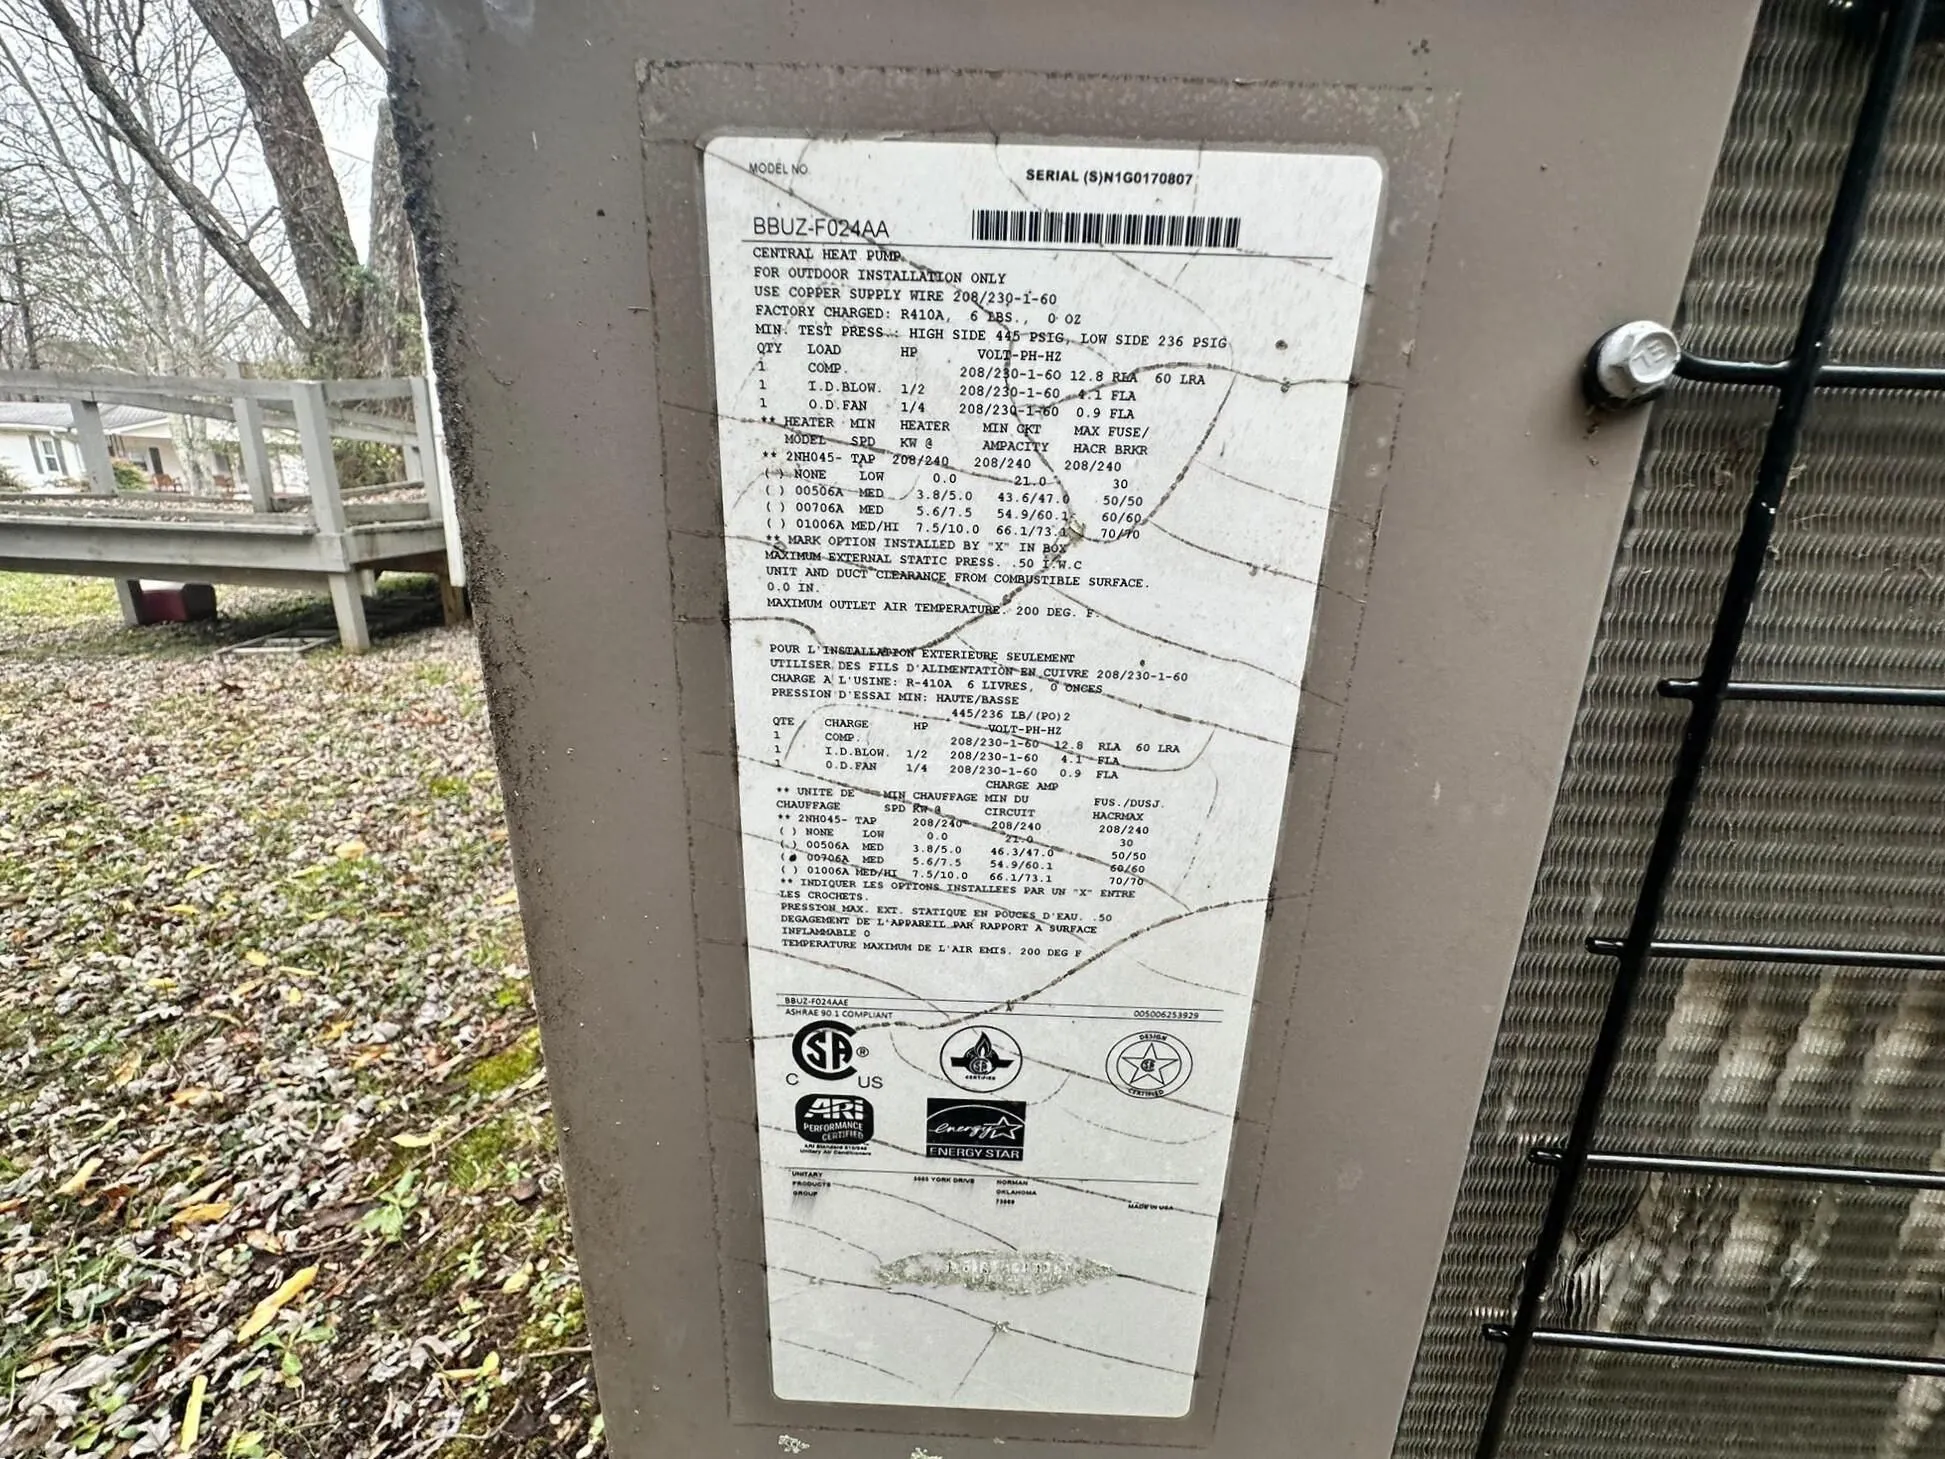 MODEL NO.
SERIAL (S)N1G0170807
BBUZ-F024AA
CENTRAL HEAT PUMP
FOR OUTDOOR INSTALLATION ONLY
USE COPPER SUPPLY WIRE 208/230-1-60
FACTORY CHARGED: R410A, 6 LBS., 0 OZ
MIN. TEST PRESS.: HIGH SIDE 445 PSIG, LOW SIDE 236 PSIG
QTY LOAD HP VOLT-PH-HZ
1 COMP. 208/230-1-60 12.8 RLA 60 LRA
1 I.D.BLOW. 1/2 208/230-1-60 4.1 FLA
1 O.D.FAN 1/4 208/230-1-60 0.9 FLA
** HEATER MIN HEATER MIN CKT MAX FUSE/
MODEL SPD KW @ AMPACITY HACR BRKR
** 2NH045- TAP 208/240 208/240 208/240
( ) NONE LOW 0.0 21.0 30
( ) 00506A MED 3.8/5.0 43.6/47.0 50/50
( ) 00706A MED 5.6/7.5 54.9/60.1 60/60
( ) 01006A MED/HI 7.5/10.0 66.1/73.1 70/70
** MARK OPTION INSTALLED BY "X" IN BOX
MAXIMUM EXTERNAL STATIC PRESS. .50 I.W.C
UNIT AND DUCT CLEARANCE FROM COMBUSTIBLE SURFACE.
0.0 IN.
MAXIMUM OUTLET AIR TEMPERATURE. 200 DEG. F.
POUR L'INSTALLATION EXTERIEURE SEULEMENT
UTILISER DES FILS D'ALIMENTATION EN CUIVRE 208/230-1-60
CHARGE A L'USINE: R-410A 6 LIVRES, 0 ONCES
PRESSION D'ESSAI MIN: HAUTE/BASSE
445/236 LB/(PO)2
QTE CHARGE HP VOLT-PH-HZ
1 COMP. 208/230-1-60 12.8 RLA 60 LRA
1 I.D.BLOW. 1/2 208/230-1-60 4.1 FLA
1 O.D.FAN 1/4 208/230-1-60 0.9 FLA
CHARGE AMP
** UNITE DE MIN CHAUFFAGE MIN DU FUS./DUSJ.
CHAUFFAGE SPD KW @ CIRCUIT HACRMAX
** 2NH045- TAP 208/240 208/240 208/240
( ) NONE LOW 0.0 21.0 30
( ) 00506A MED 3.8/5.0 46.3/47.0 50/50
( 00706A MED 5.6/7.5 54.9/60.1 60/60
( ) 01006A MED/HI 7.5/10.0 66.1/73.1 70/70
** INDIQUER LES OPTIONS INSTALLEES PAR UN "X" ENTRE
LES CROCHETS.
PRESSION MAX. EXT. STATIQUE EN POUCES D'EAU. .50
DEGAGEMENT DE L'APPAREIL PAR RAPPORT A SURFACE
INFLAMMABLE 0
TEMPERATURE MAXIMUM DE L'AIR EMIS. 200 DEG F
BBUZ-F024AAE
ASHRAE 90.1 COMPLIANT 005006253929
SA ®
C US
CERTIFIED
DESIGN
CERTIFIED
ARI
PERFORMANCE
CERTIFIED
Unitary Air Conditioners
energy
ENERGY STAR
UNITARY 5005 YORK DRIVE NORMAN
PRODUCTS OKLAHOMA
GROUP 73069
MADE IN USA